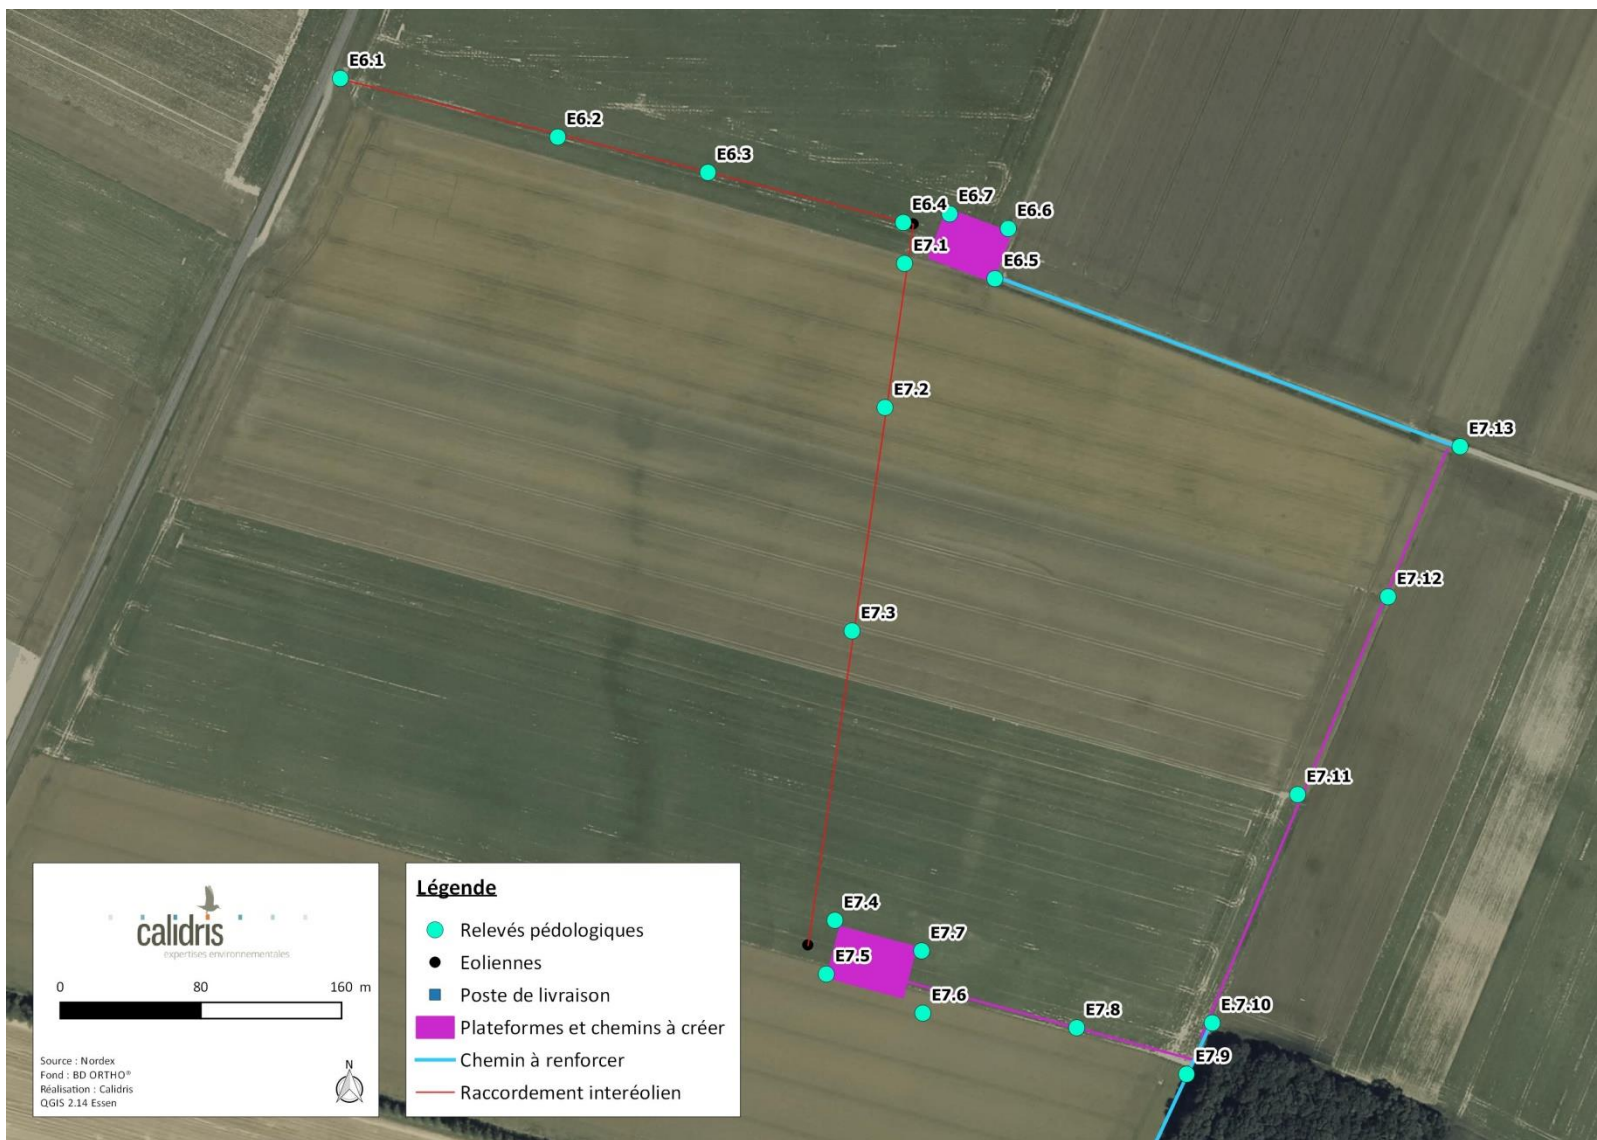 E6.1
E6.2
E6.3
E6.7
E6.4
E6.6
E7.1
E6.5
E7.2
E7.13
E7.12
E7.3
E7.11
E7.4
E7.7
E7.5
E7.6
E7.8
E.7.10
E7.9
calidris
expertises environnementales
0 80 160 m
Source : Nordex
Fond : BD ORTHO®
Réalisation : Calidris
QGIS 2.14 Essen
N
Légende
Relevés pédologiques
Eoliennes
Poste de livraison
Plateformes et chemins à créer
Chemin à renforcer
Raccordement interéolien